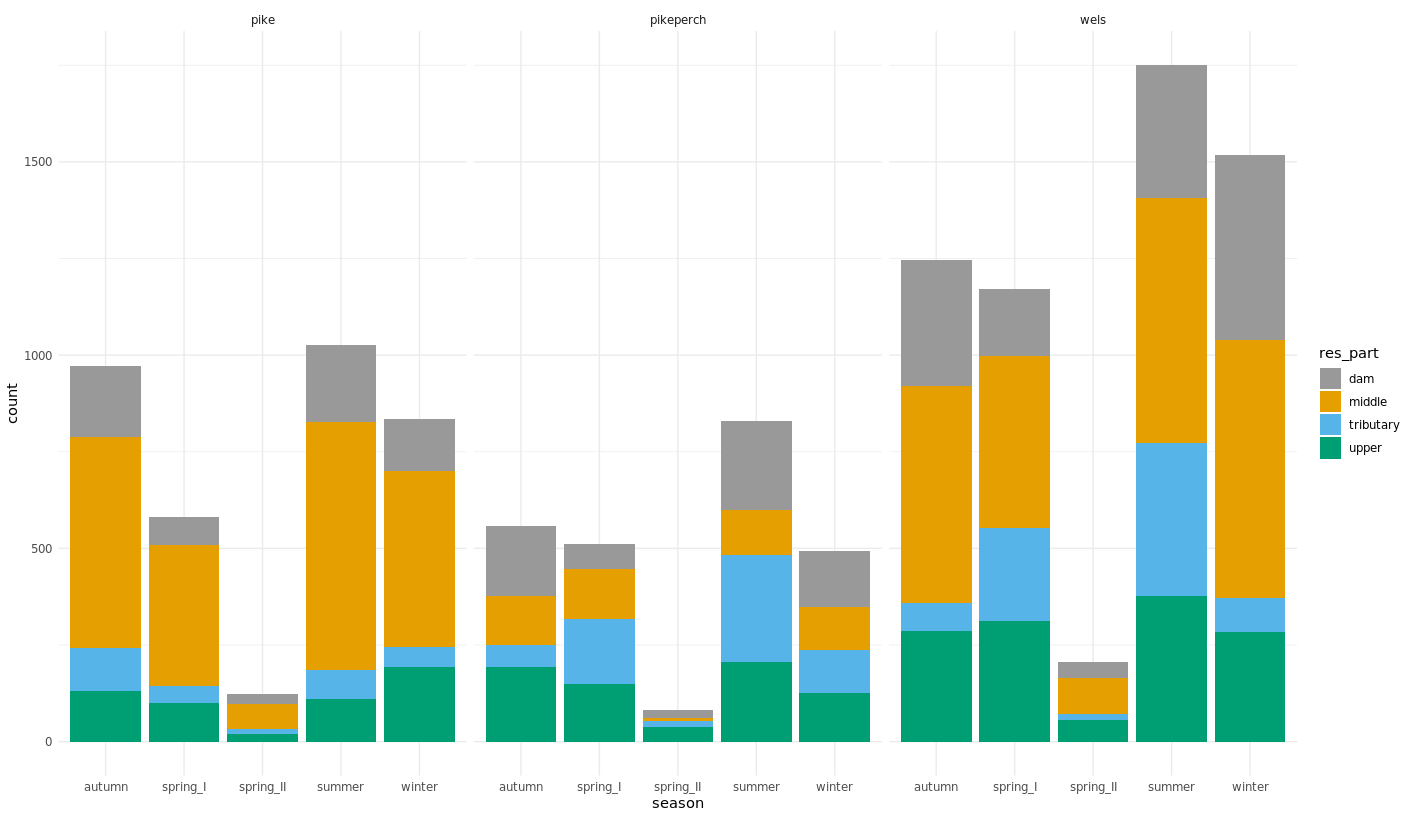 pike pikeperch wels
1500
1000
500
0
count
autumn spring_I spring_II summer winter autumn spring_I spring_II summer winter autumn spring_I spring_II summer winter
season
res_part
dam
middle
tributary
upper